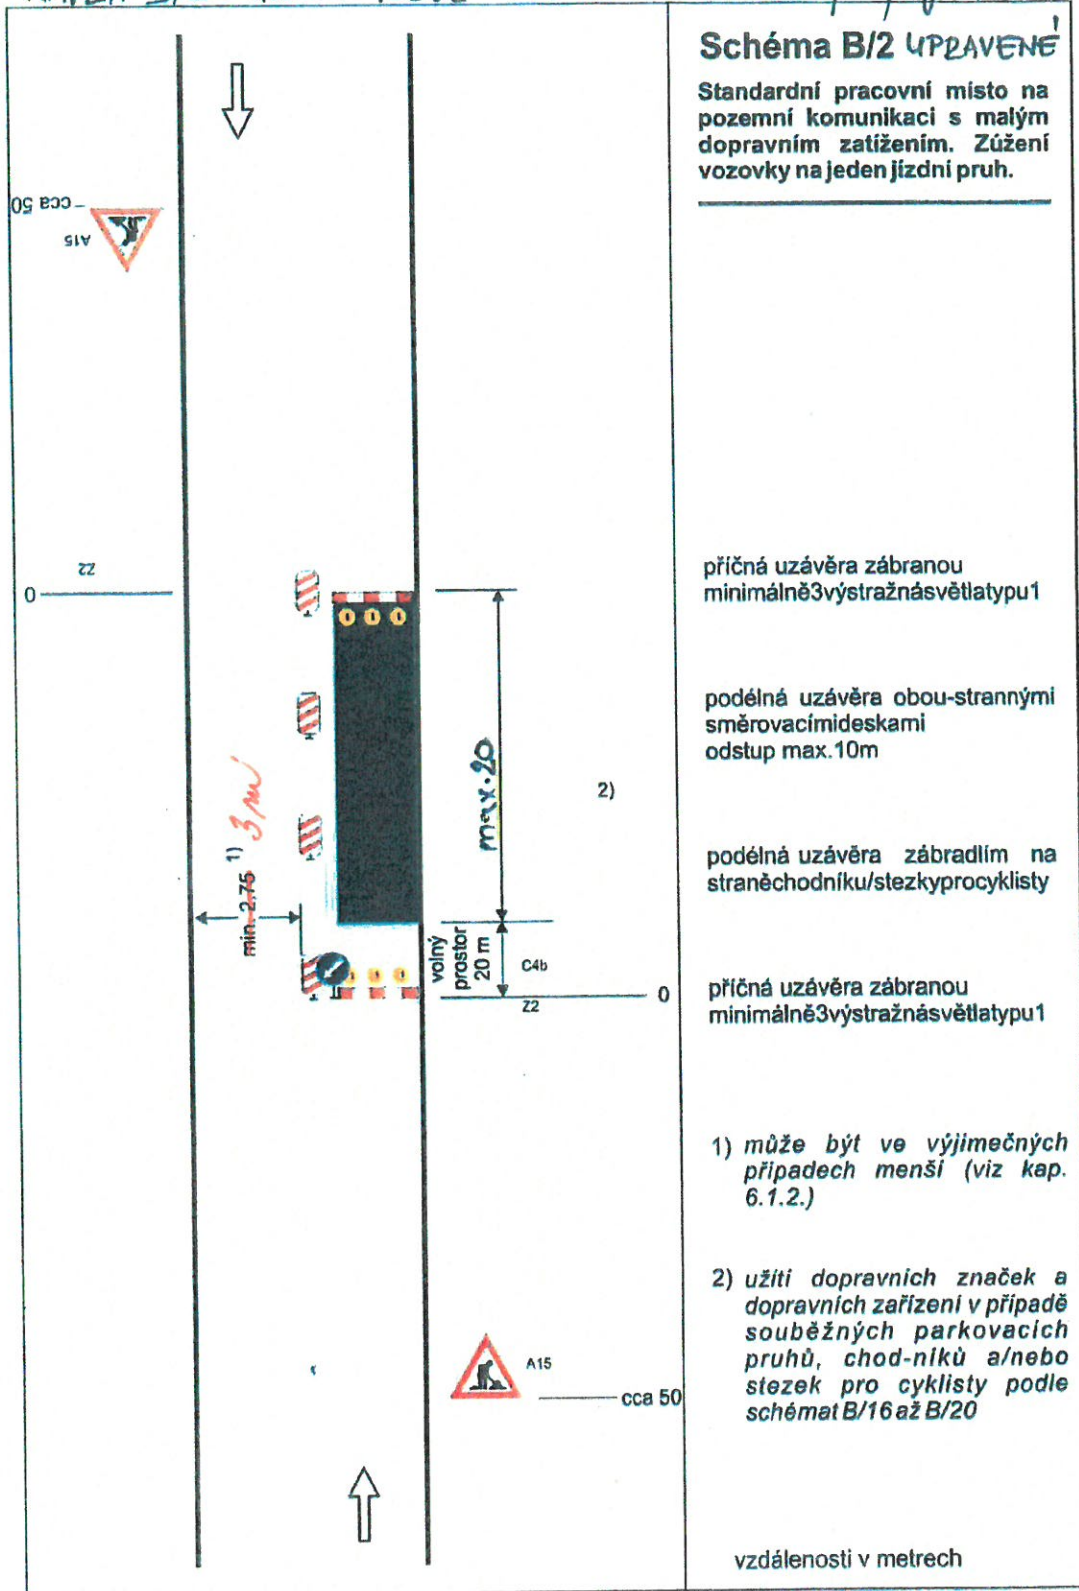 Schéma B/2 UPRAVENÉ
Standardní pracovní místo na
pozemní komunikaci s malým
dopravním zatížením. Zúžení
vozovky na jeden jízdní pruh.
cca 50
A15
Z2
0
příčná uzávěra zábranou
minimálně3výstražnásvětlatypu1
podélná uzávěra obou-strannými
směrovacímideskami
odstup max.10m
max. 20
2)
min. 2,75 1) 3 m
podélná uzávěra zábradlím na
straněchodníku/stezkyprocyklisty
volný
prostor
20 m
C4b
Z2
0
příčná uzávěra zábranou
minimálně3výstražnásvětlatypu1
1) může být ve výjimečných
případech menší (viz kap.
6.1.2.)
2) užití dopravních značek a
dopravních zařízení v případě
souběžných parkovacích
pruhů, chod-níků a/nebo
stezek pro cyklisty podle
schémat B/16 až B/20
A15
cca 50
vzdálenosti v metrech